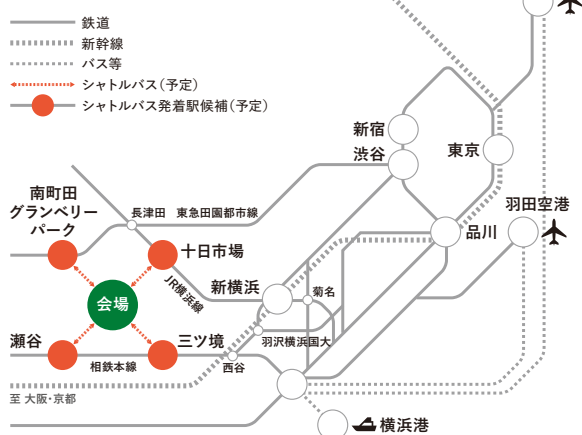 鉄道
新幹線
バス等
シャトルバス(予定)
シャトルバス発着駅候補(予定)
新宿
渋谷
東京
南町田
グランベリー
パーク
長津田
東急田園都市線
羽田空港
十日市場
品川
JR横浜線
新横浜
菊名
会場
瀬谷
三ツ境
羽沢横浜国大
相鉄本線
西谷
至 大阪・京都
横浜港